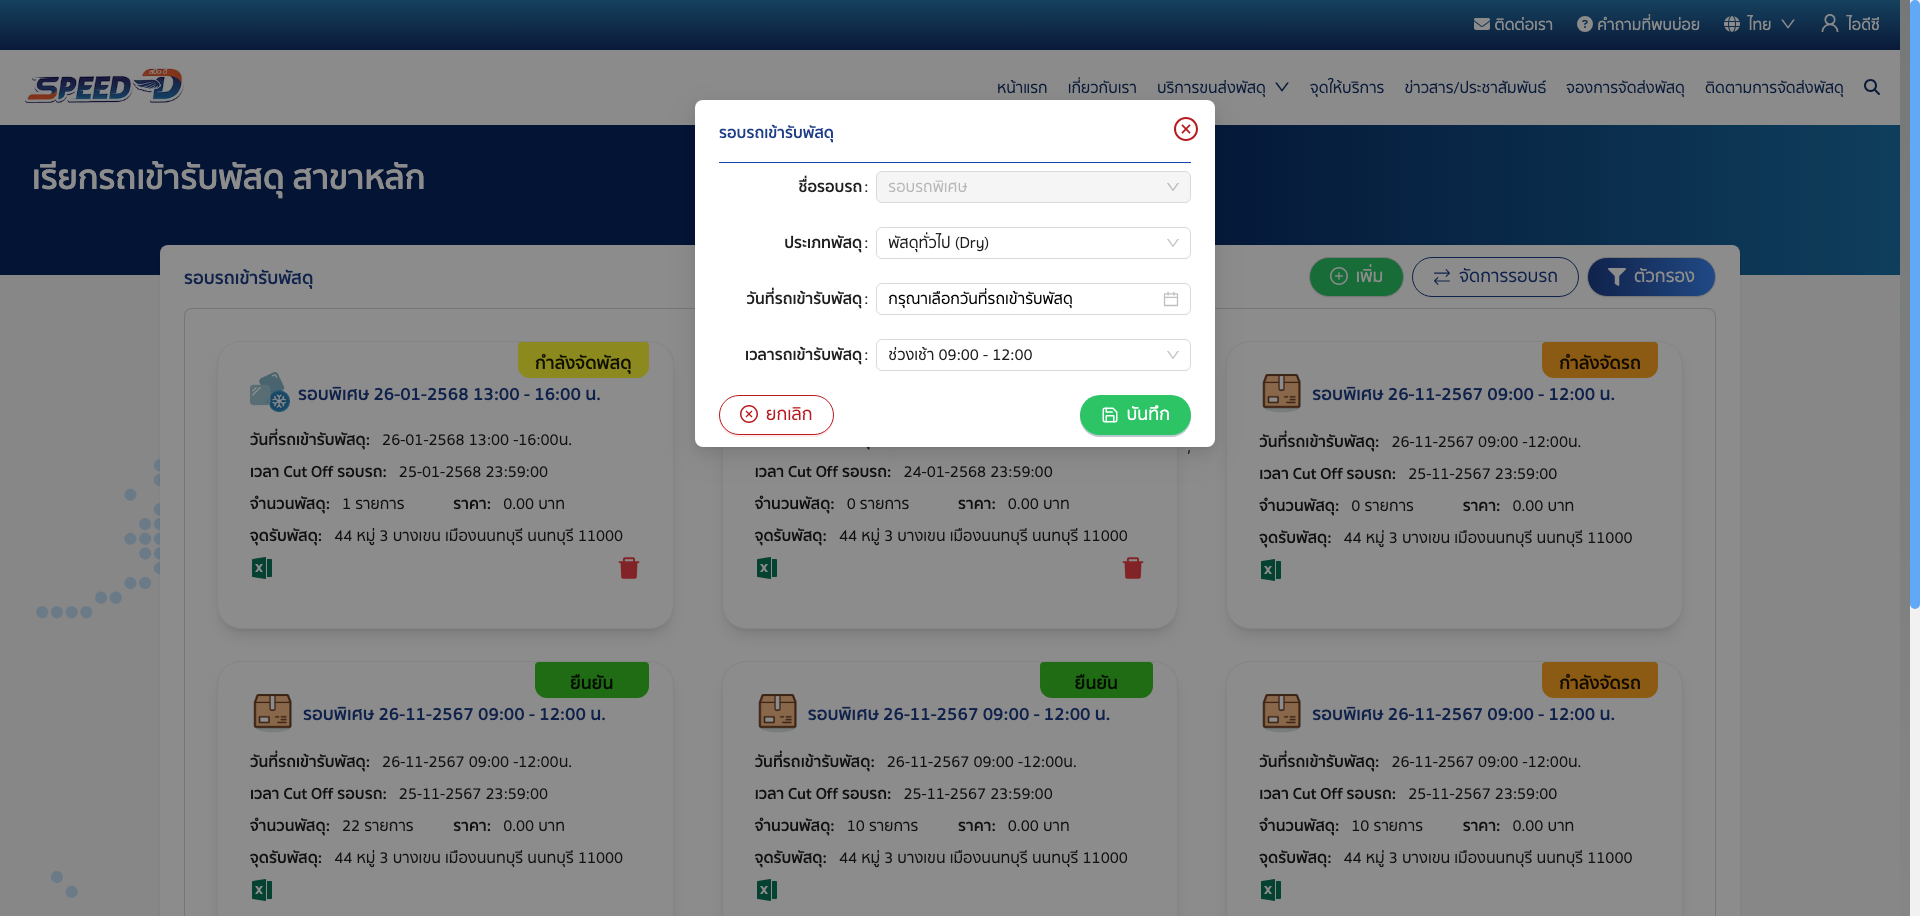 ติดต่อเรา คำถามที่พบบ่อย ไทย ไอดีซี
SPEED-D
หน้าแรก เกี่ยวกับเรา บริการขนส่งพัสดุ จุดให้บริการ ข่าวสาร/ประชาสัมพันธ์ จองการจัดส่งพัสดุ ติดตามการจัดส่งพัสดุ
เรียกรถเข้ารับพัสดุ สาขาหลัก
รอบรถเข้ารับพัสดุ
ชื่อรอบรถ: รอบรถพิเศษ
ประเภทพัสดุ: พัสดุทั่วไป (Dry)
วันที่รถเข้ารับพัสดุ: กรุณาเลือกวันที่รถเข้ารับพัสดุ
เวลารถเข้ารับพัสดุ: ช่วงเช้า 09:00 - 12:00
ยกเลิก บันทึก
รอบรถเข้ารับพัสดุ เพิ่ม จัดการรอบรถ ตัวกรอง
กำลังจัดพัสดุ
รอบพิเศษ 26-01-2568 13:00 - 16:00 น.
วันที่รถเข้ารับพัสดุ: 26-01-2568 13:00 -16:00น.
เวลา Cut Off รอบรถ: 25-01-2568 23:59:00
จำนวนพัสดุ: 1 รายการ ราคา: 0.00 บาท
จุดรับพัสดุ: 44 หมู่ 3 บางเขน เมืองนนทบุรี นนทบุรี 11000
เวลา Cut Off รอบรถ: 24-01-2568 23:59:00
จำนวนพัสดุ: 0 รายการ ราคา: 0.00 บาท
จุดรับพัสดุ: 44 หมู่ 3 บางเขน เมืองนนทบุรี นนทบุรี 11000
กำลังจัดรถ
รอบพิเศษ 26-11-2567 09:00 - 12:00 น.
วันที่รถเข้ารับพัสดุ: 26-11-2567 09:00 -12:00น.
เวลา Cut Off รอบรถ: 25-11-2567 23:59:00
จำนวนพัสดุ: 0 รายการ ราคา: 0.00 บาท
จุดรับพัสดุ: 44 หมู่ 3 บางเขน เมืองนนทบุรี นนทบุรี 11000
ยืนยัน
รอบพิเศษ 26-11-2567 09:00 - 12:00 น.
วันที่รถเข้ารับพัสดุ: 26-11-2567 09:00 -12:00น.
เวลา Cut Off รอบรถ: 25-11-2567 23:59:00
จำนวนพัสดุ: 22 รายการ ราคา: 0.00 บาท
จุดรับพัสดุ: 44 หมู่ 3 บางเขน เมืองนนทบุรี นนทบุรี 11000
ยืนยัน
รอบพิเศษ 26-11-2567 09:00 - 12:00 น.
วันที่รถเข้ารับพัสดุ: 26-11-2567 09:00 -12:00น.
เวลา Cut Off รอบรถ: 25-11-2567 23:59:00
จำนวนพัสดุ: 10 รายการ ราคา: 0.00 บาท
จุดรับพัสดุ: 44 หมู่ 3 บางเขน เมืองนนทบุรี นนทบุรี 11000
กำลังจัดรถ
รอบพิเศษ 26-11-2567 09:00 - 12:00 น.
วันที่รถเข้ารับพัสดุ: 26-11-2567 09:00 -12:00น.
เวลา Cut Off รอบรถ: 25-11-2567 23:59:00
จำนวนพัสดุ: 10 รายการ ราคา: 0.00 บาท
จุดรับพัสดุ: 44 หมู่ 3 บางเขน เมืองนนทบุรี นนทบุรี 11000